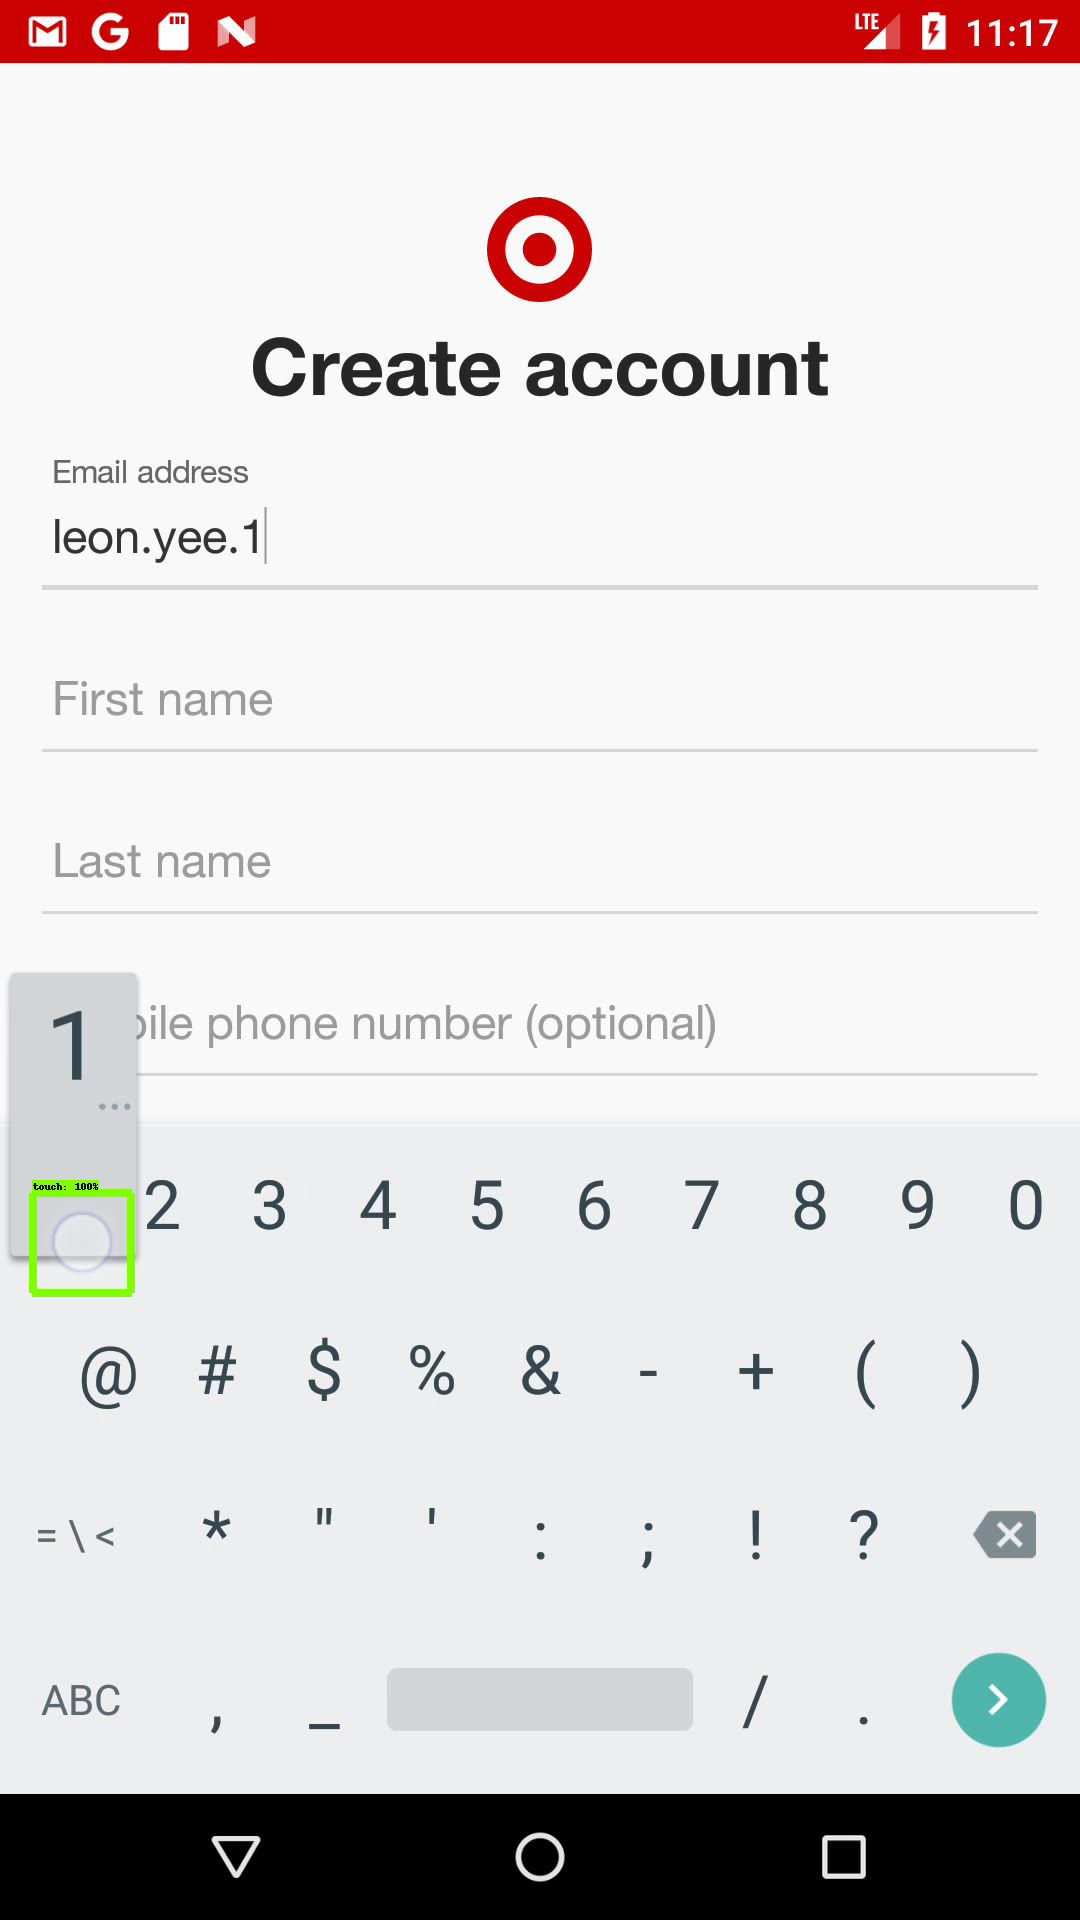 LTE 11:17
Create account
Email address
leon.yee.1
First name
Last name
bile phone number (optional)
1
...
touch: 100%
2 3 4 5 6 7 8 9 0
@ # $ % & - + ( )
= \ < * " ' : ; ! ?
ABC , _ / .